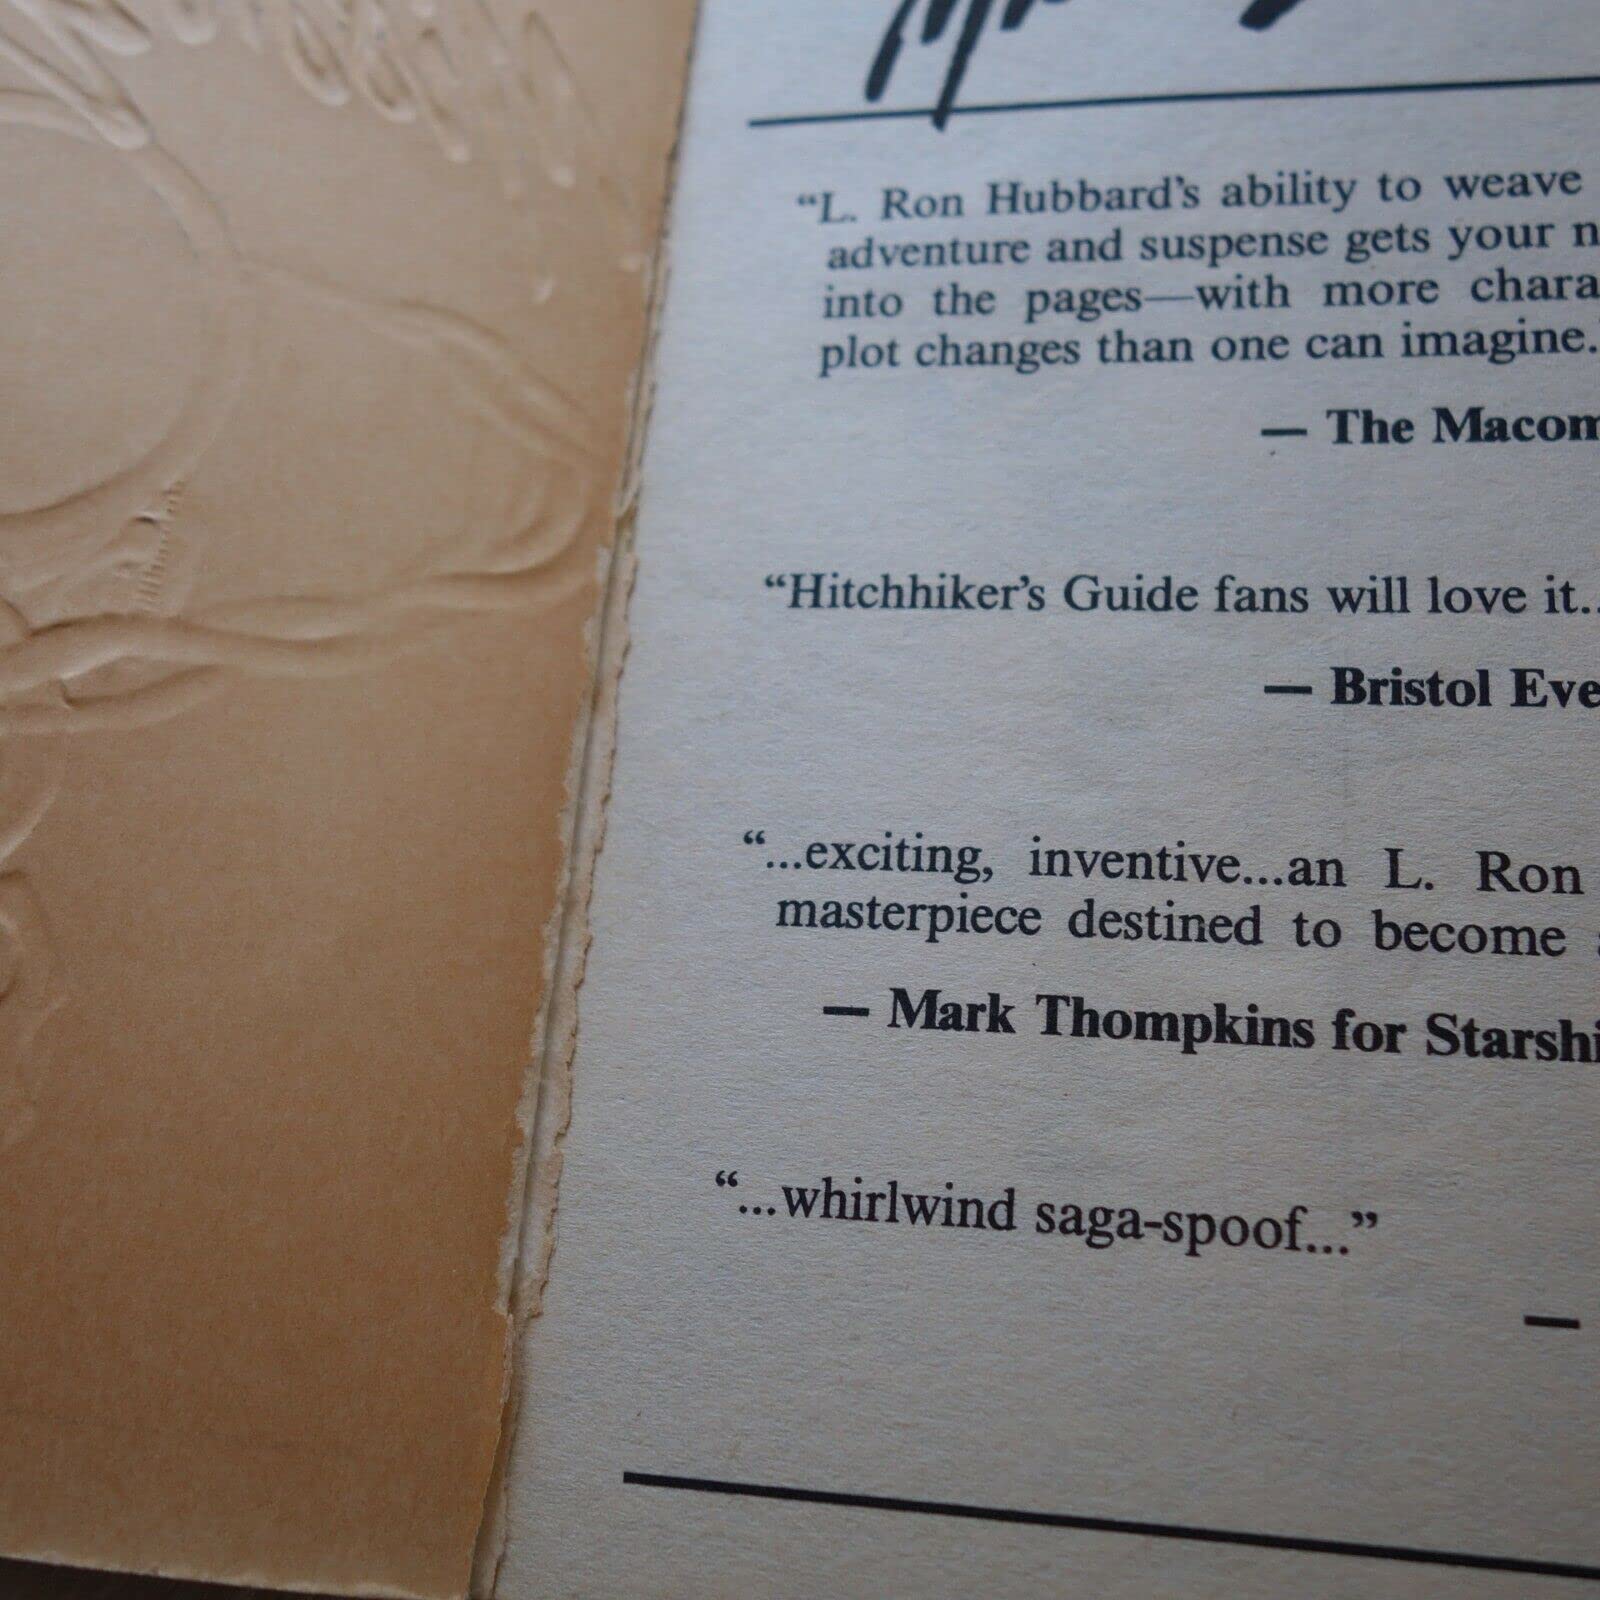 “L. Ron Hubbard’s ability to weave
adventure and suspense gets your
into the pages—with more
plot changes than one can imagine.
— The
“Hitchhiker’s Guide fans will love it..
— Bristol
“...exciting, inventive...an L. Ron
masterpiece destined to become
— Mark Thompkins for
“...whirlwind saga-spoof...”
—